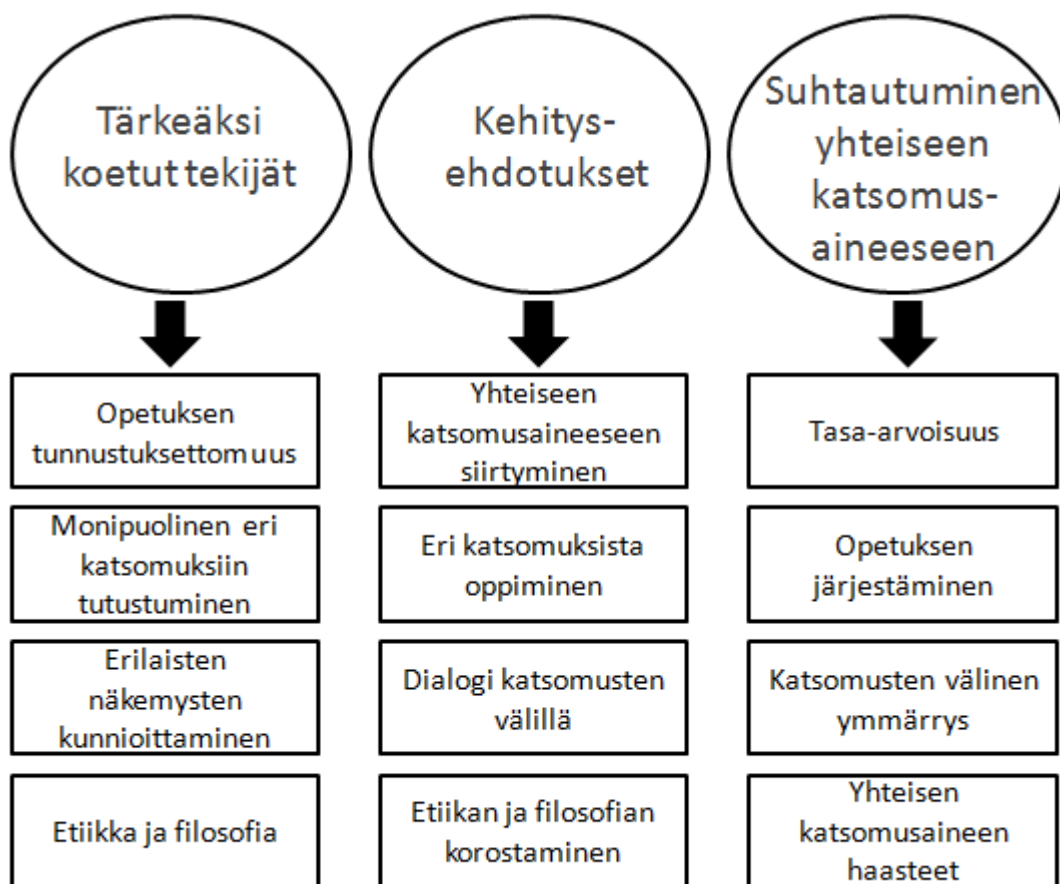 Tärkeäksi
koetut tekijät
Opetuksen
tunnustuksettomuus
Monipuolinen eri
katsomuksiin
tutustuminen
Erilaisten
näkemysten
kunnioittaminen
Etiikka ja filosofia
Kehitys-
ehdotukset
Yhteiseen
katsomusaineeseen
siirtyminen
Eri katsomuksista
oppiminen
Dialogi katsomusten
välillä
Etiikan ja filosofian
korostaminen
Suhtautuminen
yhteiseen
katsomus-
aineeseen
Tasa-arvoisuus
Opetuksen
järjestäminen
Katsomusten välinen
ymmärrys
Yhteisen
katsomusaineen
haasteet